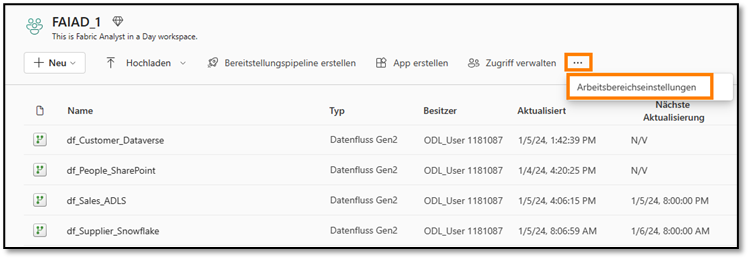 FAIAD_1
This is Fabric Analyst in a Day workspace.
Neu
Hochladen
Bereitstellungspipeline erstellen
App erstellen
Zugriff verwalten
...
Arbeitsbereichseinstellungen
Name Typ Besitzer Aktualisiert Nächste Aktualisierung
df_Customer_Dataverse Datenfluss Gen2 ODL_User 1181087 1/5/24, 1:42:39 PM N/V
df_People_SharePoint Datenfluss Gen2 ODL_User 1181087 1/4/24, 4:20:25 PM N/V
df_Sales_ADLS Datenfluss Gen2 ODL_User 1181087 1/5/24, 4:06:15 PM 1/5/24, 8:00:00 PM
df_Supplier_Snowflake Datenfluss Gen2 ODL_User 1181087 1/5/24, 8:06:59 AM 1/6/24, 8:00:00 AM